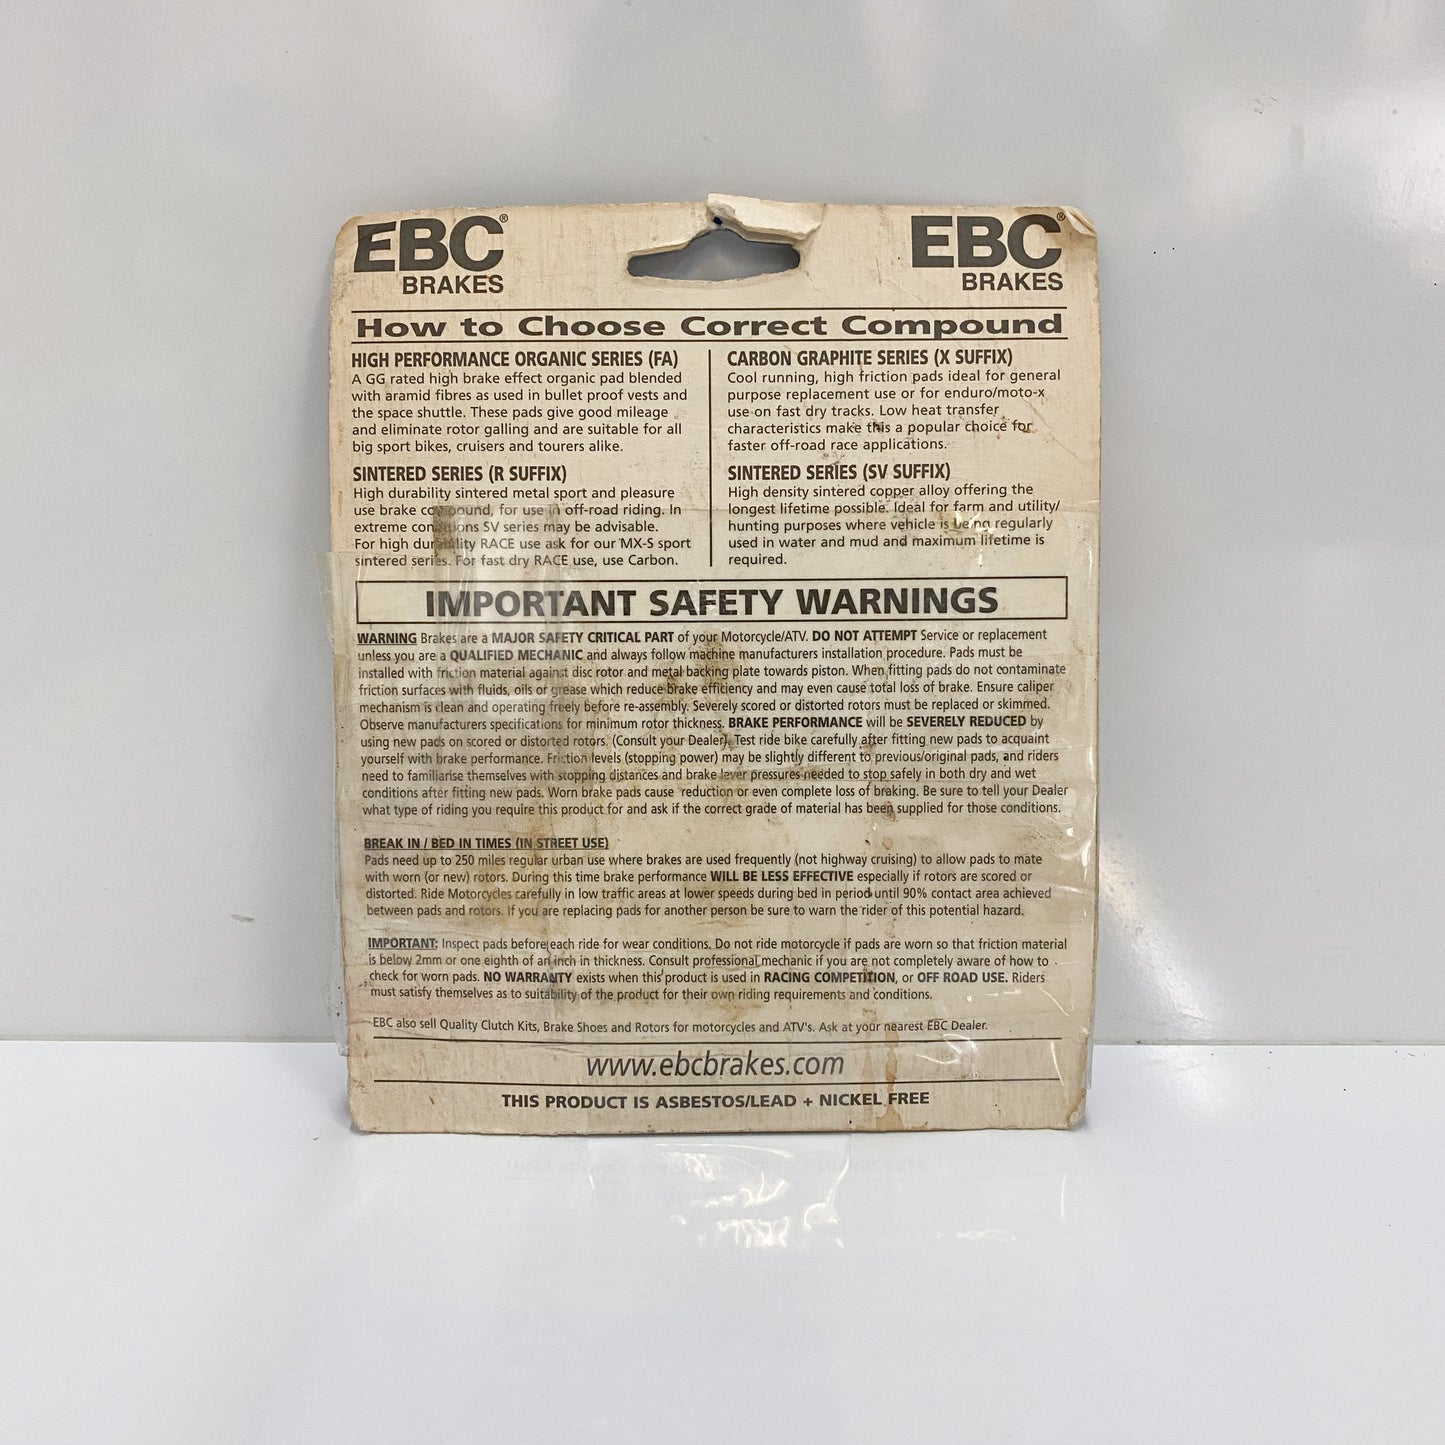 EBC®
BRAKES
EBC®
BRAKES
How to Choose Correct Compound
HIGH PERFORMANCE ORGANIC SERIES (FA)
A GG rated high brake effect organic pad blended
with aramid fibres as used in bullet proof vests and
the space shuttle. These pads give good mileage
and eliminate rotor galling and are suitable for all
big sport bikes, cruisers and tourers alike.
SINTERED SERIES (R SUFFIX)
High durability sintered metal sport and pleasure
use brake compound, for use in off-road riding. In
extreme conditions SV series may be advisable.
For high durability RACE use ask for our MX-S sport
sintered series. For fast dry RACE use, use Carbon.
CARBON GRAPHITE SERIES (X SUFFIX)
Cool running, high friction pads ideal for general
purpose replacement use or for enduro/moto-x
use on fast dry tracks. Low heat transfer
characteristics make this a popular choice for
faster off-road race applications.
SINTERED SERIES (SV SUFFIX)
High density sintered copper alloy offering the
longest lifetime possible. Ideal for farm and utility/
hunting purposes where vehicle is being regularly
used in water and mud and maximum lifetime is
required.
IMPORTANT SAFETY WARNINGS
WARNING Brakes are a MAJOR SAFETY CRITICAL PART of your Motorcycle/ATV. DO NOT ATTEMPT Service or replacement
unless you are a QUALIFIED MECHANIC and always follow machine manufacturers installation procedure. Pads must be
installed with friction material against disc rotor and metal backing plate towards piston. When fitting pads do not contaminate
friction surfaces with fluids, oils or grease which reduce brake efficiency and may even cause total loss of brake. Ensure caliper
mechanism is clean and operating freely before re-assembly. Severely scored or distorted rotors must be replaced or skimmed.
Observe manufacturers specifications for minimum rotor thickness. BRAKE PERFORMANCE will be SEVERELY REDUCED by
using new pads on scored or distorted rotors. (Consult your Dealer). Test ride bike carefully after fitting new pads to acquaint
yourself with brake performance. Friction levels (stopping power) may be slightly different to previous/original pads, and riders
need to familiarise themselves with stopping distances and brake lever pressures needed to stop safely in both dry and wet
conditions after fitting new pads. Worn brake pads cause reduction or even complete loss of braking. Be sure to tell your Dealer
what type of riding you require this product for and ask if the correct grade of material has been supplied for those conditions.
BREAK IN / BED IN TIMES (IN STREET USE)
Pads need up to 250 miles regular urban use where brakes are used frequently (not highway cruising) to allow pads to mate
with worn (or new) rotors. During this time brake performance WILL BE LESS EFFECTIVE especially if rotors are scored or
distorted. Ride Motorcycles carefully in low traffic areas at lower speeds during bed in period until 90% contact area achieved
between pads and rotors. If you are replacing pads for another person be sure to warn the rider of this potential hazard.
IMPORTANT: Inspect pads before each ride for wear conditions. Do not ride motorcycle if pads are worn so that friction material
is below 2mm or one eighth of an inch in thickness. Consult professional mechanic if you are not completely aware of how to
check for worn pads. NO WARRANTY exists when this product is used in RACING COMPETITION, or OFF ROAD USE. Riders
must satisfy themselves as to suitability of the product for their own riding requirements and conditions.
EBC also sell Quality Clutch Kits, Brake Shoes and Rotors for motorcycles and ATV's. Ask at your nearest EBC Dealer.
www.ebcbrakes.com
THIS PRODUCT IS ASBESTOS/LEAD + NICKEL FREE